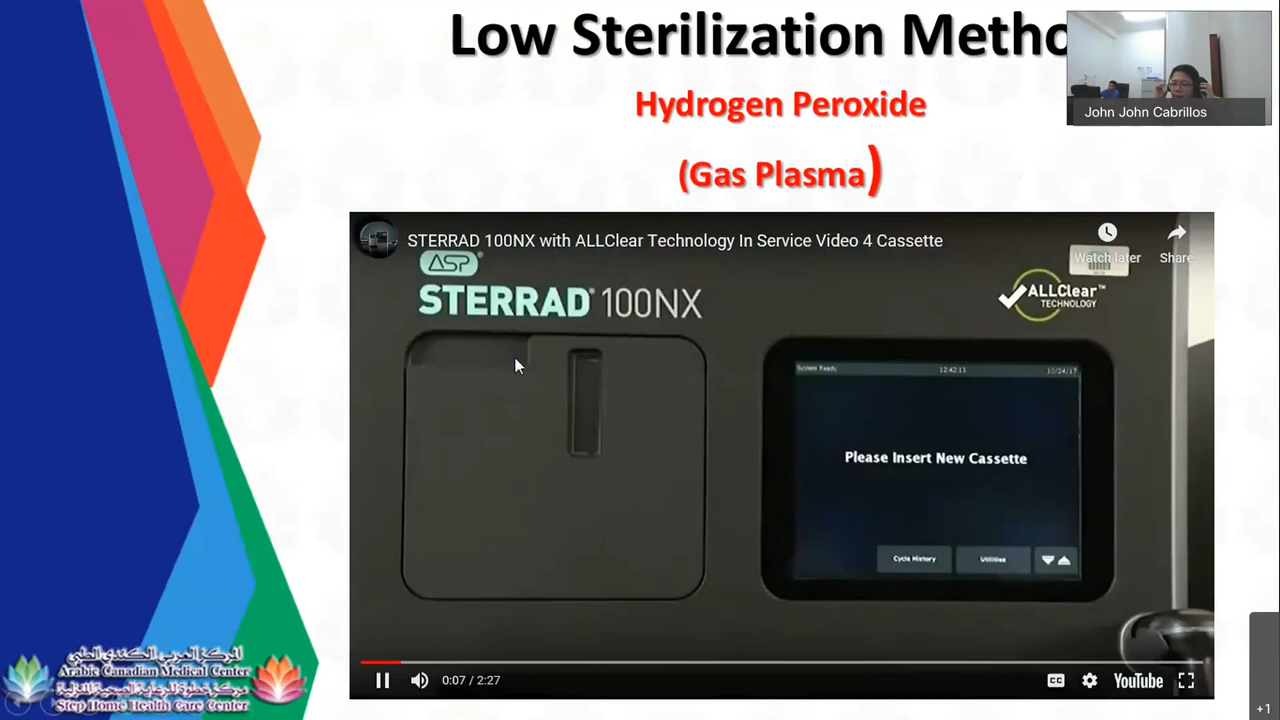 Low Sterilization Metho
Hydrogen Peroxide
(Gas Plasma)
John John Cabrillos
STERRAD 100NX with ALLClear Technology In Service Video 4 Cassette
Watch later
Share
ASP
STERRAD® 100NX
ALLClear™
TECHNOLOGY
System Ready 12:42:11 10/24/17
Please Insert New Cassette
Cycle History Utilities
0:07 / 2:27
CC
YouTube
المركز العربي الكندي الطبي
Arabic Canadian Medical Center
مركز خطوة للرعاية الصحية المنزلية
Step Home Health Care Center
+1